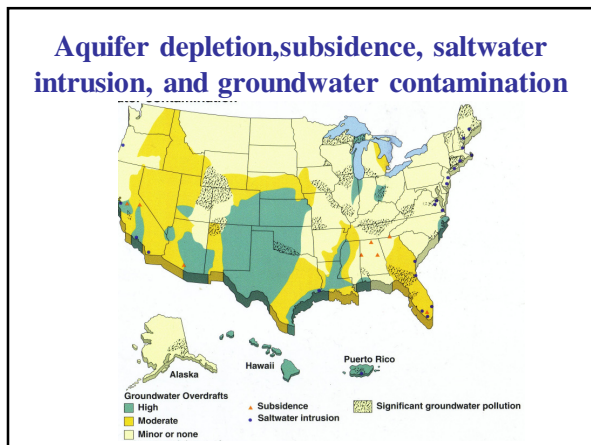 Aquifer depletion,subsidence, saltwater
intrusion, and groundwater contamination
Alaska
Hawaii
Puerto Rico
Groundwater Overdrafts
High
Moderate
Minor or none
Subsidence
Saltwater intrusion
Significant groundwater pollution